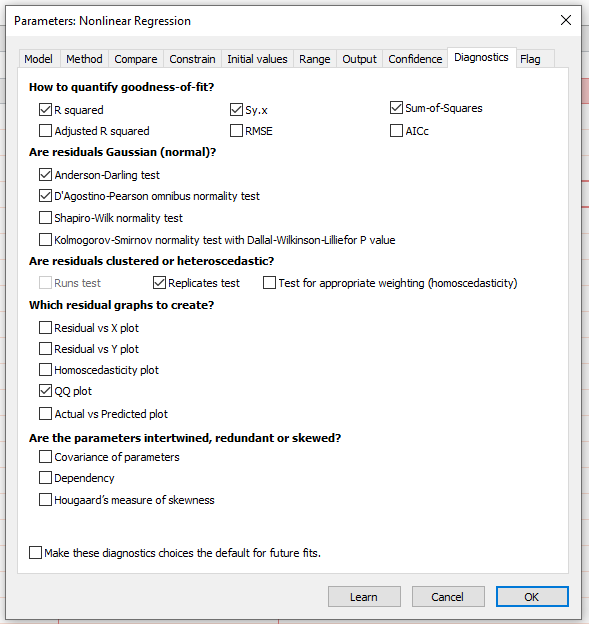 Parameters: Nonlinear Regression
Model Method Compare Constrain Initial values Range Output Confidence Diagnostics Flag
How to quantify goodness-of-fit?
R squared Sy.x Sum-of-Squares
Adjusted R squared RMSE AICc
Are residuals Gaussian (normal)?
Anderson-Darling test
D'Agostino-Pearson omnibus normality test
Shapiro-Wilk normality test
Kolmogorov-Smirnov normality test with Dallal-Wilkinson-Lilliefor P value
Are residuals clustered or heteroscedastic?
Runs test Replicates test Test for appropriate weighting (homoscedasticity)
Which residual graphs to create?
Residual vs X plot
Residual vs Y plot
Homoscedasticity plot
QQ plot
Actual vs Predicted plot
Are the parameters intertwined, redundant or skewed?
Covariance of parameters
Dependency
Hougaard's measure of skewness
Make these diagnostics choices the default for future fits.
Learn Cancel OK